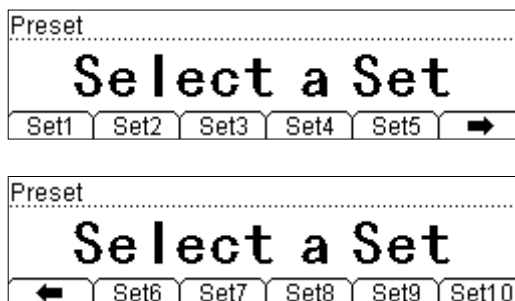 Preset
Select a Set
Set1 Set2 Set3 Set4 Set5 ➡
Preset
Select a Set
⬅ Set6 Set7 Set8 Set9 Set10